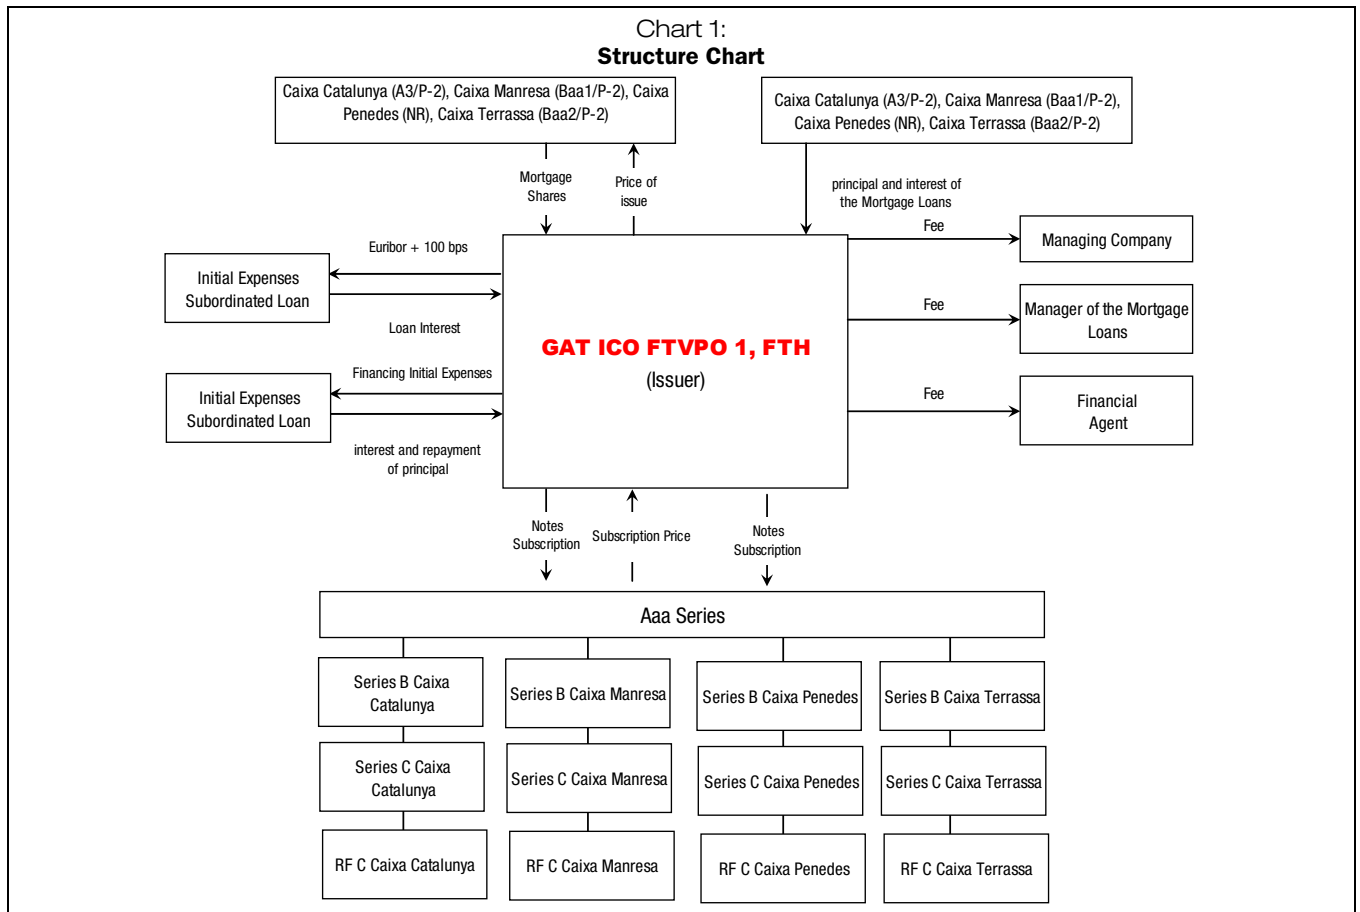 Chart 1:
Structure Chart
Caixa Catalunya (A3/P-2), Caixa Manresa (Baa1/P-2), Caixa
Penedes (NR), Caixa Terrassa (Baa2/P-2)
Caixa Catalunya (A3/P-2), Caixa Manresa (Baa1/P-2),
Caixa Penedes (NR), Caixa Terrassa (Baa2/P-2)
Mortgage
Shares
Price of
issue
principal and interest of
the Mortgage Loans
Fee
Managing Company
Euribor + 100 bps
Initial Expenses
Subordinated Loan
Loan Interest
Fee
Manager of the Mortgage
Loans
GAT ICO FTVPO 1, FTH
(Issuer)
Financing Initial Expenses
Initial Expenses
Subordinated Loan
interest and repayment
of principal
Fee
Financial
Agent
Notes
Subscription
Subscription Price
Notes
Subscription
Aaa Series
Series B Caixa
Catalunya
Series B Caixa Manresa
Series B Caixa Penedes
Series B Caixa Terrassa
Series C Caixa
Catalunya
Series C Caixa Manresa
Series C Caixa Penedes
Series C Caixa Terrassa
RF C Caixa Catalunya
RF C Caixa Manresa
RF C Caixa Penedes
RF C Caixa Terrassa